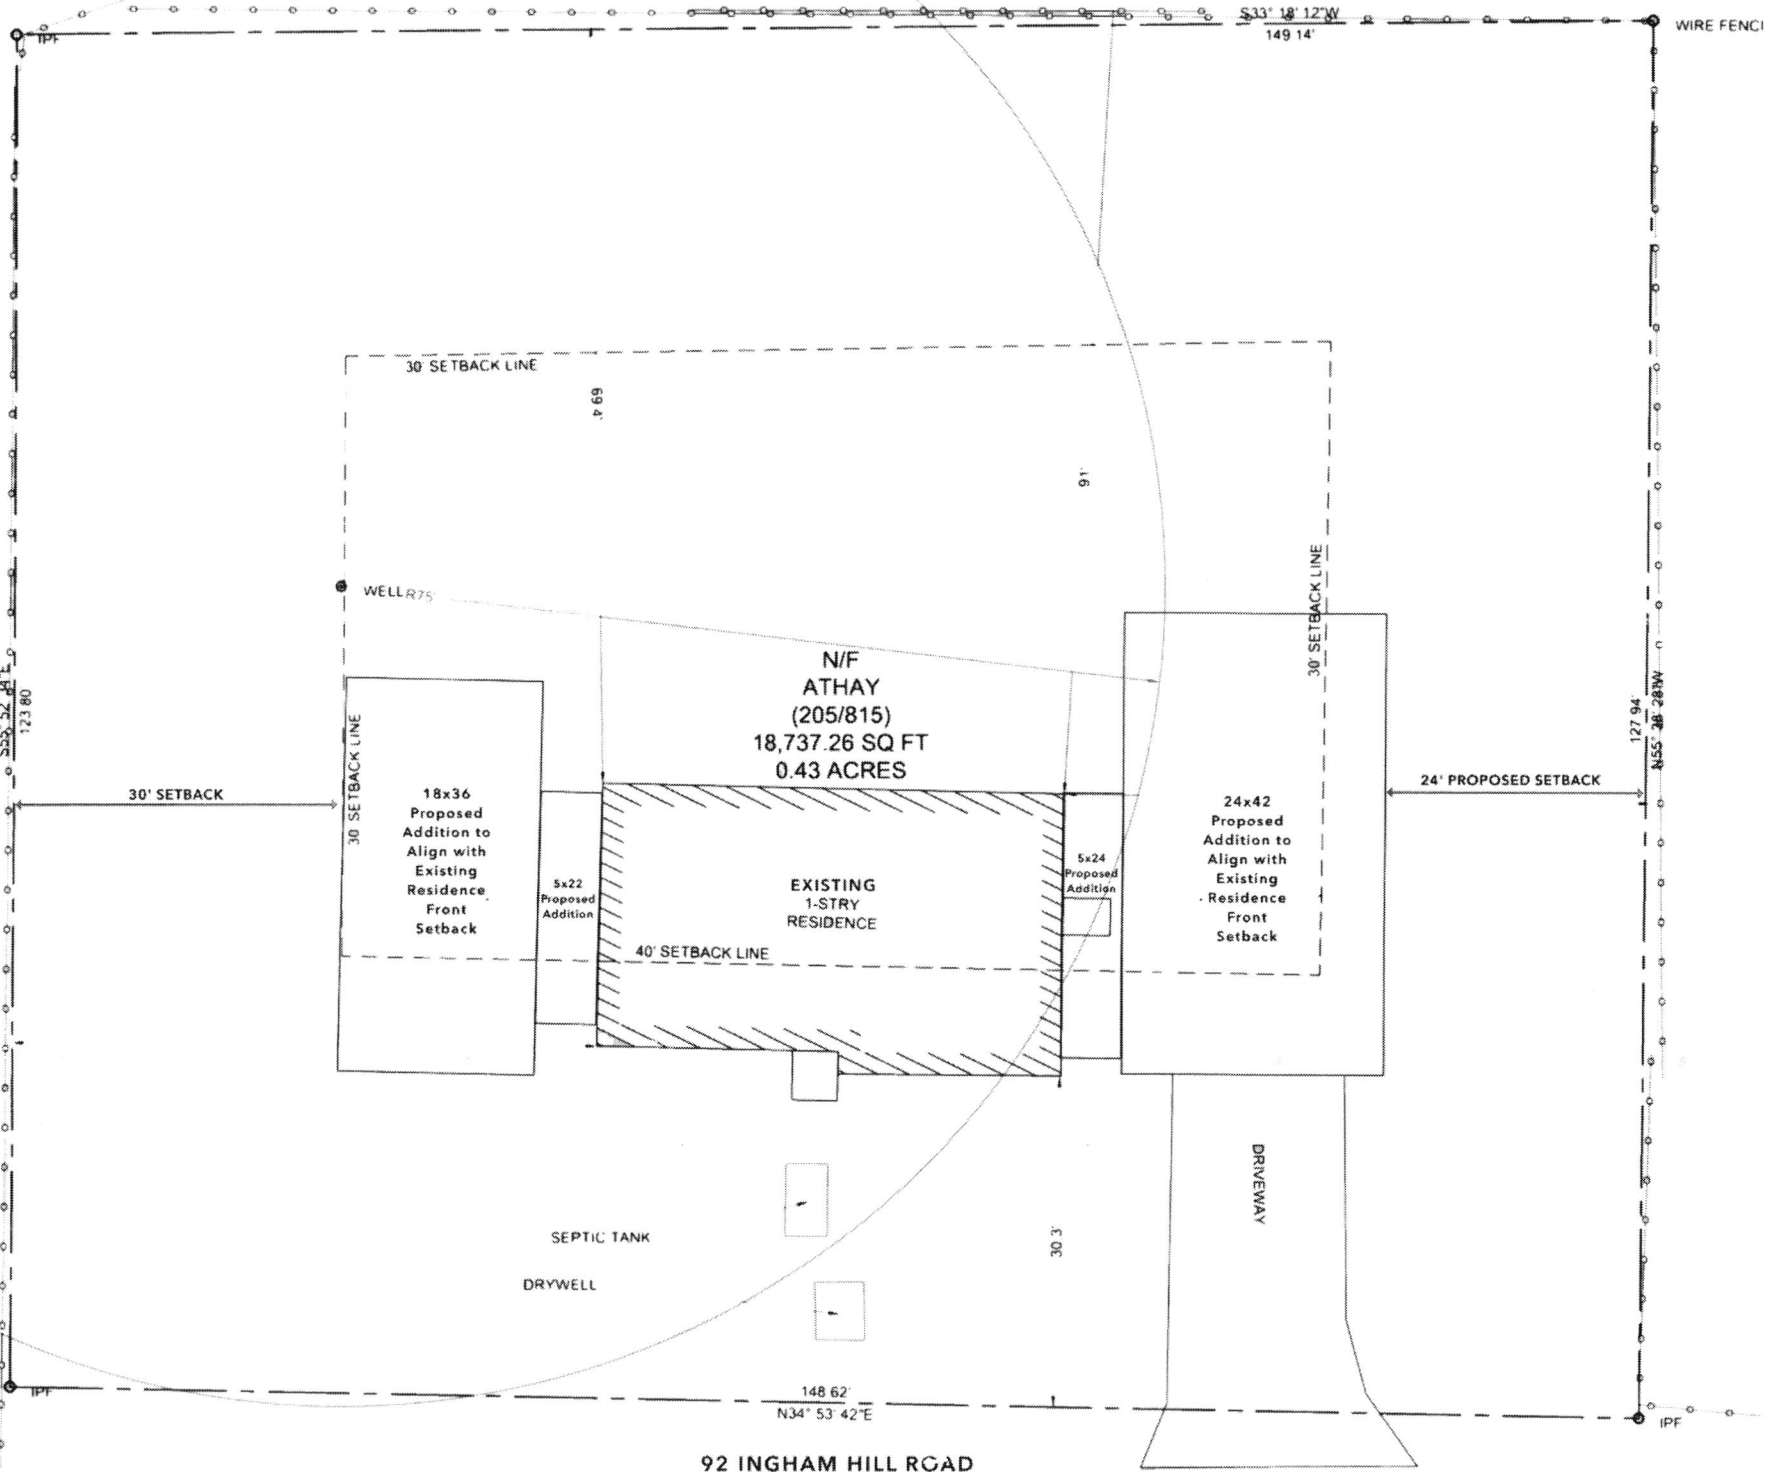 IPF
S33° 18' 12"W
149 14'
WIRE FENCI
30' SETBACK LINE
69 4'
91'
30' SETBACK LINE
WELL R75'
N/F
ATHAY
(205/815)
18,737.26 SQ FT
0.43 ACRES
123 80
30' SETBACK
30' SETBACK LINE
18x36
Proposed
Addition to
Align with
Existing
Residence
Front
Setback
5x22
Proposed
Addition
EXISTING
1-STRY
RESIDENCE
40' SETBACK LINE
5x24
Proposed
Addition
24x42
Proposed
Addition to
Align with
Existing
Residence
Front
Setback
24' PROPOSED SETBACK
127 94'
DRIVEWAY
SEPTIC TANK
DRYWELL
30 3'
IPF
148 62'
N34° 53' 42"E
IPF
92 INGHAM HILL ROAD